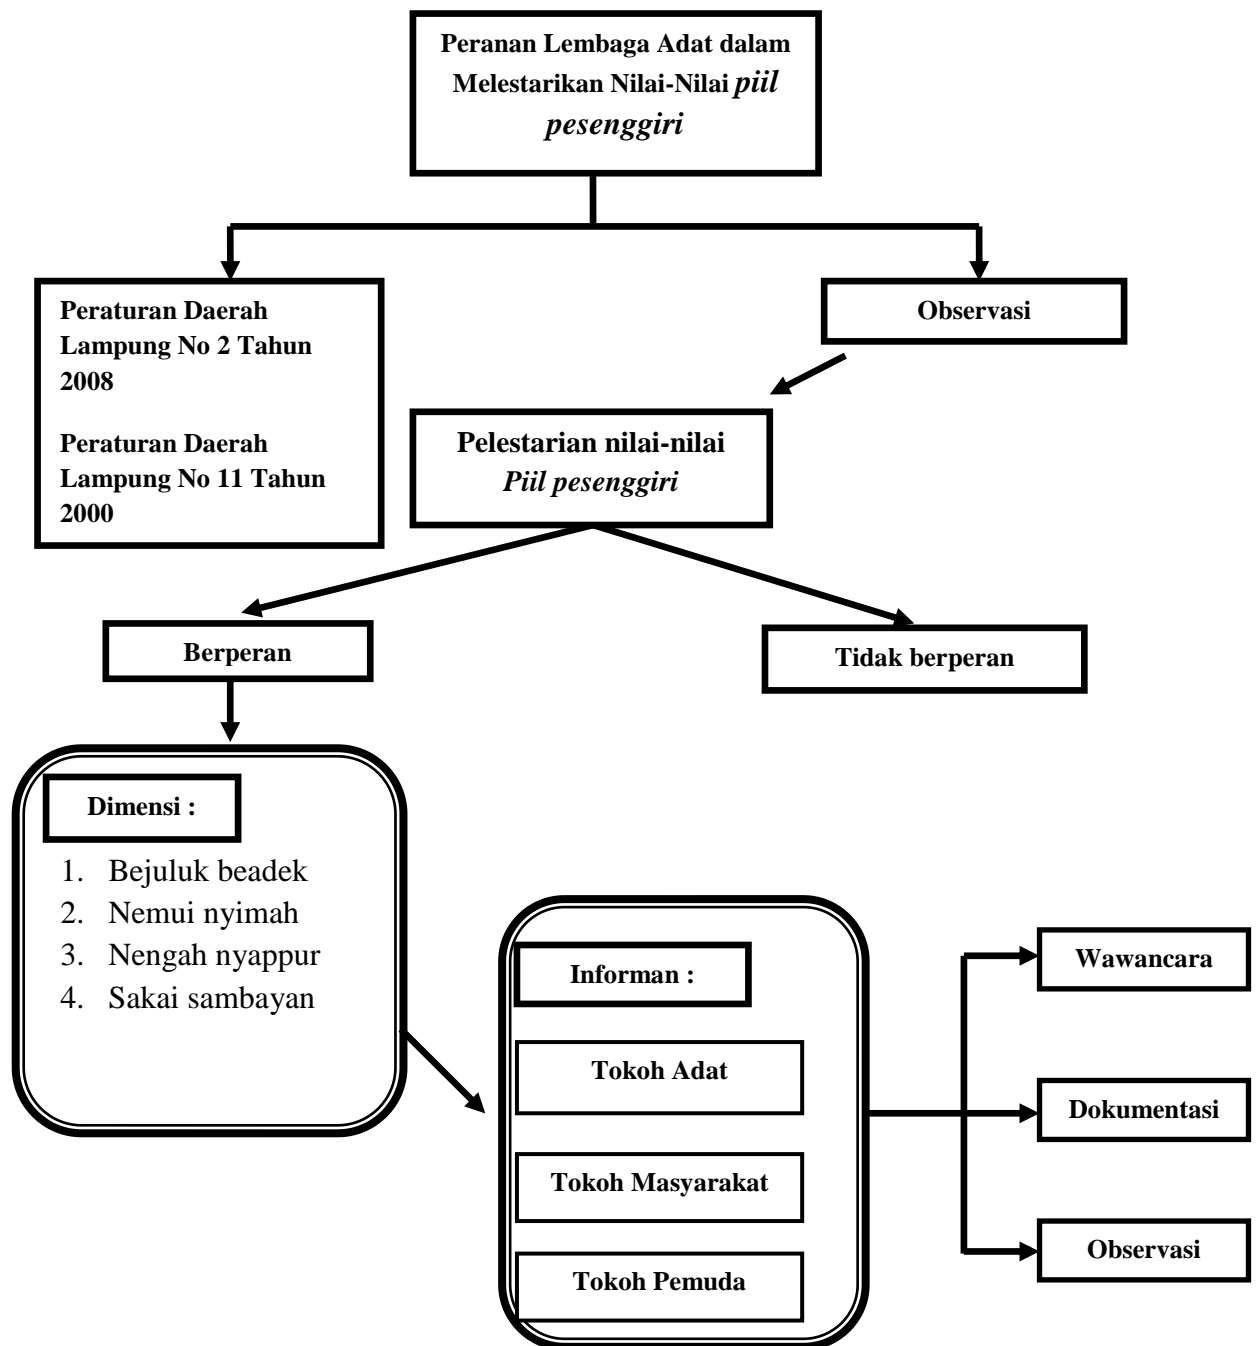 Peranan Lembaga Adat dalam
Melestarikan Nilai-Nilai piil
pesenggiri
Peraturan Daerah
Lampung No 2 Tahun
2008
Peraturan Daerah
Lampung No 11 Tahun
2000
Observasi
Pelestarian nilai-nilai
Piil pesenggiri
Berperan
Tidak berperan
Dimensi :
1. Bejuluk beadek
2. Nemui nyimah
3. Nengah nyappur
4. Sakai sambayan
Informan :
Tokoh Adat
Tokoh Masyarakat
Tokoh Pemuda
Wawancara
Dokumentasi
Observasi